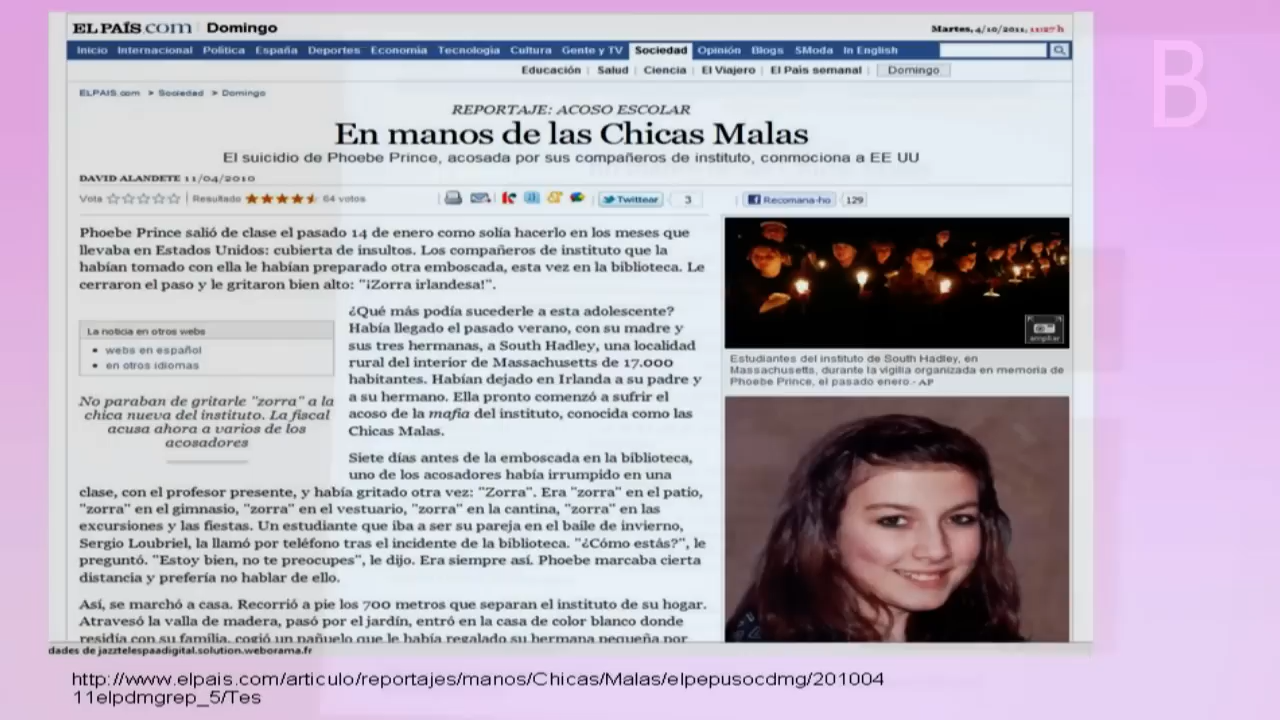 EL PAÍS.com Domingo
Martes, 4/10/2011, 11:27 h
Inicio Internacional Política España Deportes Economía Tecnología Cultura Gente y TV Sociedad Opinión Blogs SModa In English
Educación | Salud | Ciencia | El Viajero | El País semanal | Domingo
B
ELPAIS.com > Sociedad > Domingo
REPORTAJE: ACOSO ESCOLAR
En manos de las Chicas Malas
El suicidio de Phoebe Prince, acosada por sus compañeros de instituto, conmociona a EE UU
DAVID ALANDETE 11/04/2010
Vota | Resultado 64 votos | Twittear 3 | Recomana-ho 129
Phoebe Prince salió de clase el pasado 14 de enero como solía hacerlo en los meses que
llevaba en Estados Unidos: cubierta de insultos. Los compañeros de instituto que la
habían tomado con ella le habían preparado otra emboscada, esta vez en la biblioteca. Le
cerraron el paso y le gritaron bien alto: "¡Zorra irlandesa!".
La noticia en otros webs
webs en español
en otros idiomas
No paraban de gritarle "zorra" a la
chica nueva del instituto. La fiscal
acusa ahora a varios de los
acosadores
¿Qué más podía sucederle a esta adolescente?
Había llegado el pasado verano, con su madre y
sus tres hermanas, a South Hadley, una localidad
rural del interior de Massachusetts de 17.000
habitantes. Habían dejado en Irlanda a su padre y
a su hermano. Ella pronto comenzó a sufrir el
acoso de la mafia del instituto, conocida como las
Chicas Malas.
Siete días antes de la emboscada en la biblioteca,
uno de los acosadores había irrumpido en una
clase, con el profesor presente, y había gritado otra vez: "Zorra". Era "zorra" en el patio,
"zorra" en el gimnasio, "zorra" en el vestuario, "zorra" en la cantina, "zorra" en las
excursiones y las fiestas. Un estudiante que iba a ser su pareja en el baile de invierno,
Sergio Loubriel, la llamó por teléfono tras el incidente de la biblioteca. "¿Cómo estás?", le
preguntó. "Estoy bien, no te preocupes", le dijo. Era siempre así. Phoebe marcaba cierta
distancia y prefería no hablar de ello.
Así, se marchó a casa. Recorrió a pie los 700 metros que separan el instituto de su hogar.
Atravesó la valla de madera, pasó por el jardín, entró en la casa de color blanco donde
residía con su familia, cogió un pañuelo que le había regalado su hermana pequeña por
ampliar
Estudiantes del instituto de South Hadley, en
Massachusetts, durante la vigilia organizada en memoria de
Phoebe Prince, el pasado enero.- AP
dades de jazztelespaadigital.solution.weborama.fr
http://www.elpais.com/articulo/reportajes/manos/Chicas/Malas/elpepusocdmg/201004
11elpdmgrep_5/Tes